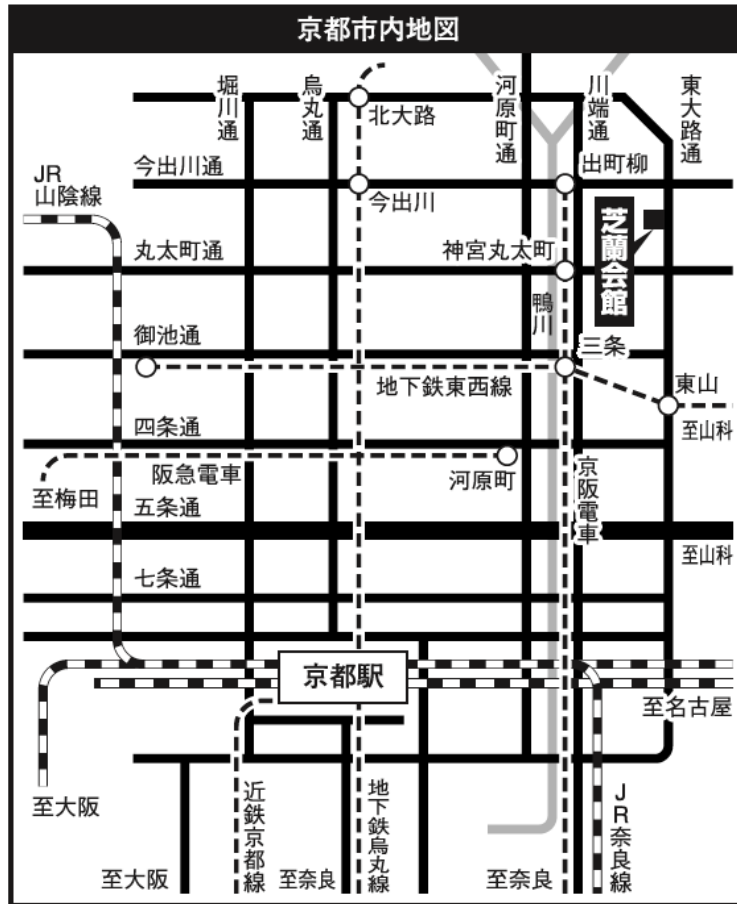 京都市内地図
堀川通
烏丸通
河原町通
川端通
東大路通
北大路
JR
山陰線
今出川通
出町柳
今出川
芝蘭会館
丸太町通
神宮丸太町
鴨川
御池通
三条
地下鉄東西線
東山
四条通
至山科
阪急電車
河原町
京阪電車
至梅田
五条通
至山科
七条通
京都駅
至名古屋
至大阪
近鉄京都線
地下鉄烏丸線
JR奈良線
至大阪
至奈良
至奈良